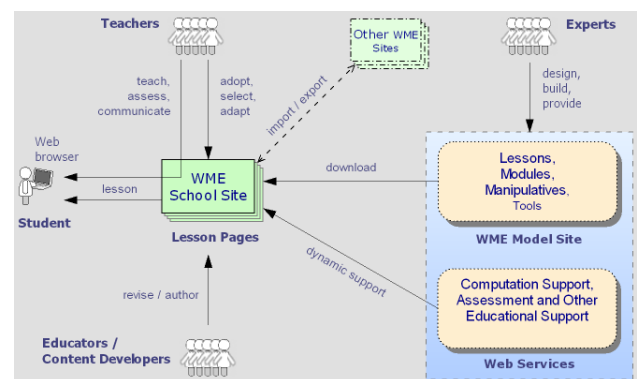 Teachers
Other WME
Sites
Experts
teach,
assess,
communicate
adopt,
select,
adapt
import / export
design,
build,
provide
Web
browser
Student
lesson
WME
School Site
Lesson Pages
download
Lessons,
Modules,
Manipulatives,
Tools
WME Model Site
dynamic support
Computation Support,
Assessment and Other
Educational Support
Web Services
revise / author
Educators /
Content Developers